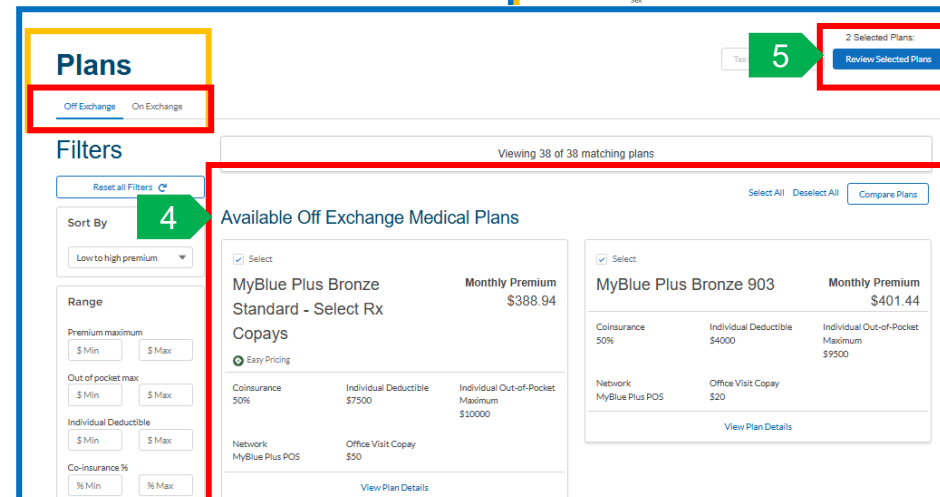 Sex
2 Selected Plans:
Plans
Tax
5
Review Selected Plans
Off Exchange On Exchange
Filters
Viewing 38 of 38 matching plans
Reset all Filters
Select All Deselect All Compare Plans
Sort By
4
Available Off Exchange Medical Plans
Low to high premium
Select
MyBlue Plus Bronze
Standard - Select Rx
Copays
Monthly Premium
$388.94
Easy Pricing
Coinsurance
50%
Individual Deductible
$7500
Individual Out-of-Pocket
Maximum
$10000
Network
MyBlue Plus POS
Office Visit Copay
$50
View Plan Details
Select
MyBlue Plus Bronze 903
Monthly Premium
$401.44
Coinsurance
50%
Individual Deductible
$4000
Individual Out-of-Pocket
Maximum
$9500
Network
MyBlue Plus POS
Office Visit Copay
$20
View Plan Details
Range
Premium maximum
$ Min $ Max
Out of pocket max
$ Min $ Max
Individual Deductible
$ Min $ Max
Co-insurance %
% Min % Max